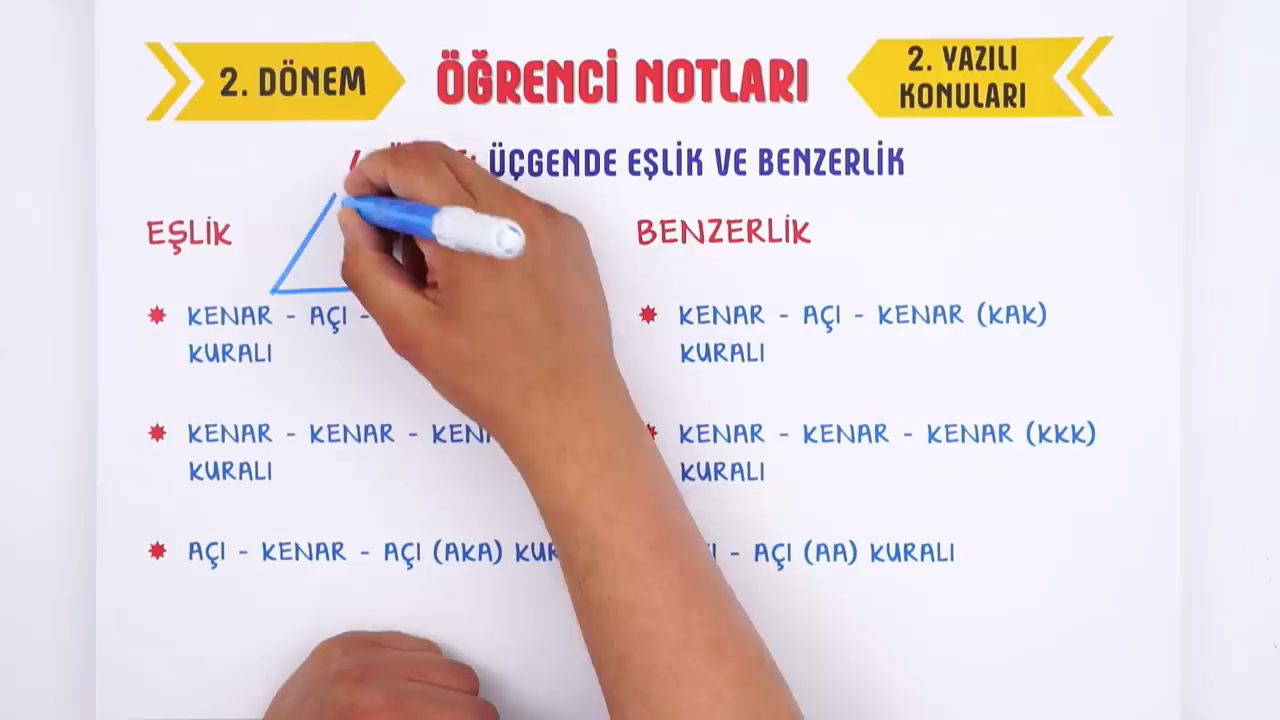 2. DÖNEM
ÖĞRENCİ NOTLARI
2. YAZILI
KONULARI
ÜÇGENDE EŞLİK VE BENZERLİK
EŞLİK
KENAR - AÇI -
KURALI
KENAR - KENAR -
KURALI
AÇI - KENAR - AÇI (AKA)
BENZERLİK
KENAR - AÇI - KENAR (KAK)
KURALI
KENAR - KENAR - KENAR (KKK)
KURALI
- AÇI (AA) KURALI